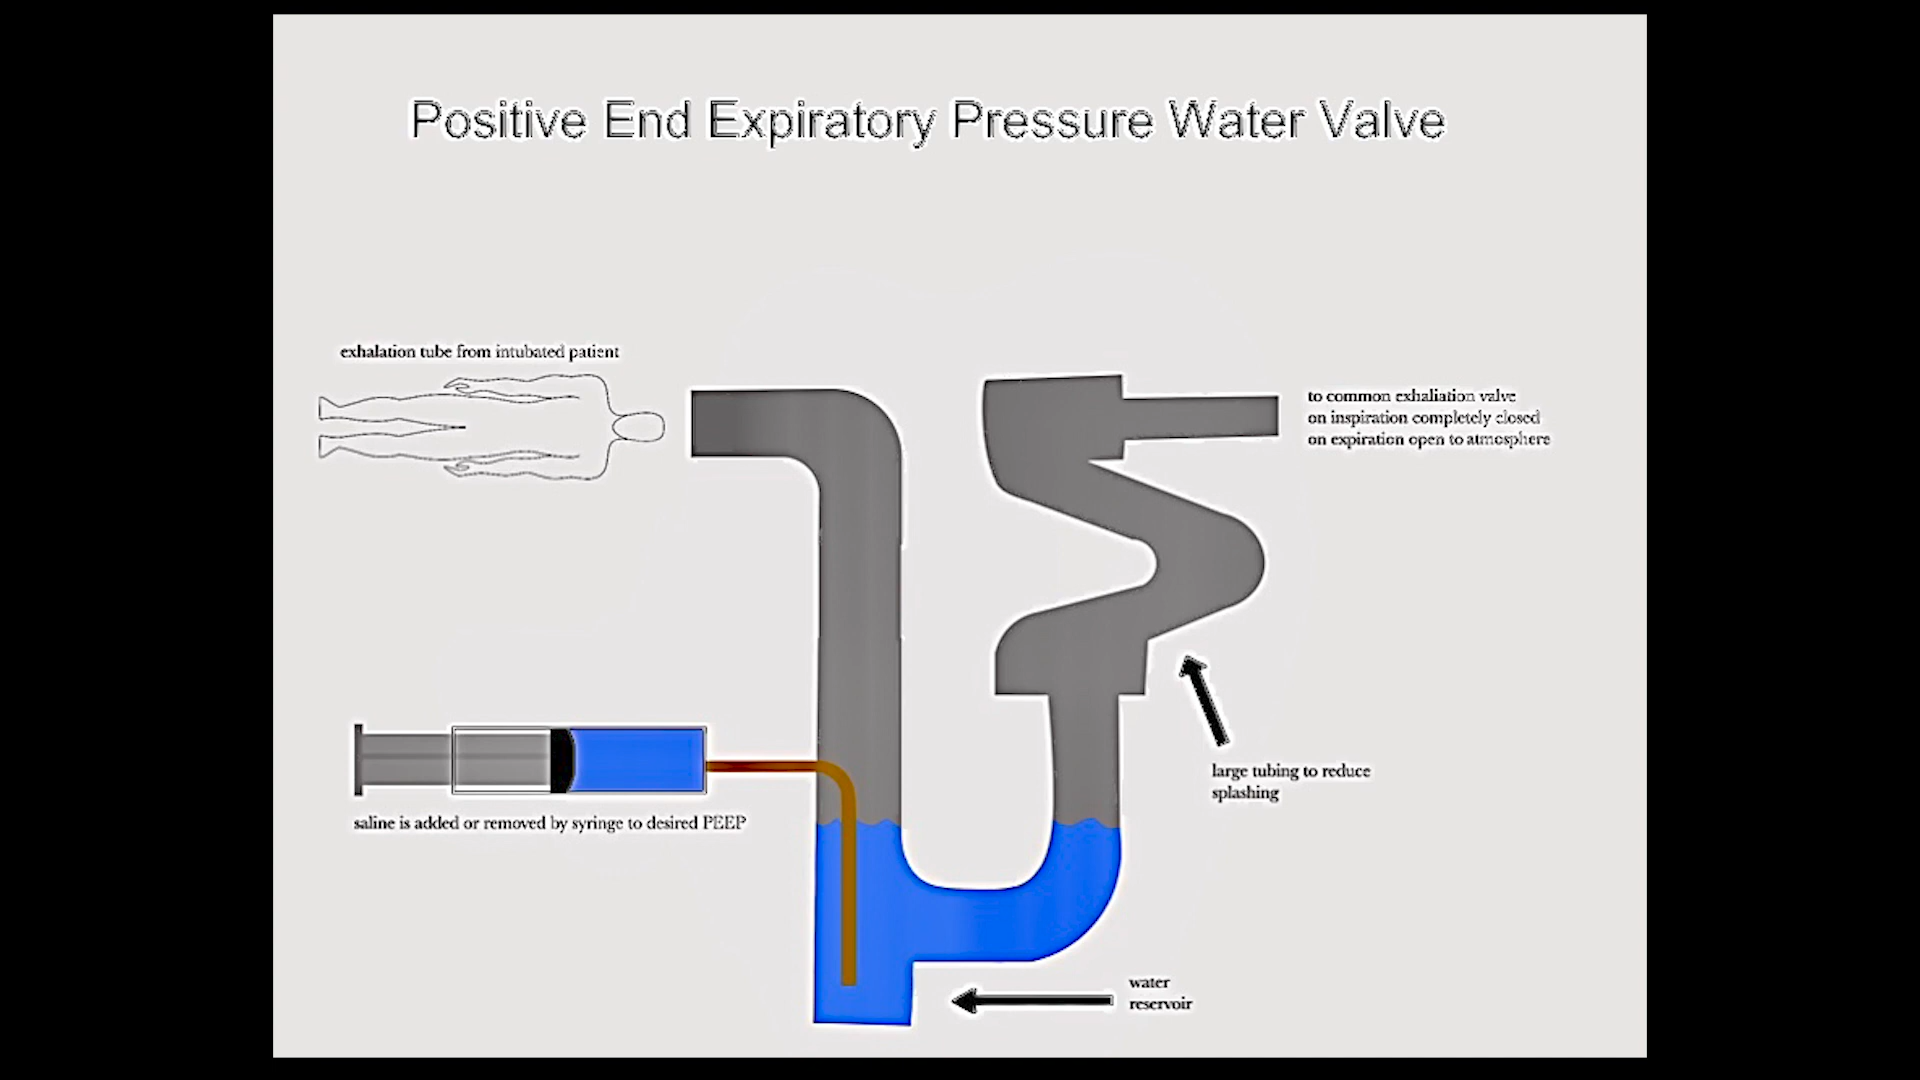 Positive End Expiratory Pressure Water Valve
exhalation tube from intubated patient
to common exhaliation valve
on inspiration completely closed
on expiration open to atmosphere
large tubing to reduce
splashing
saline is added or removed by syringe to desired PEEP
water
reservoir